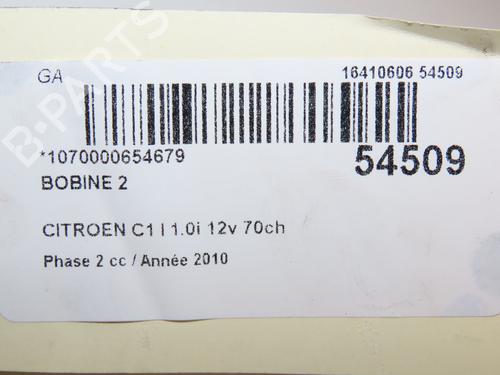 GA
16410606 54509
*1070000654679
54509
BOBINE 2
CITROEN C1 I 1.0i 12v 70ch
Phase 2 cc / Année 2010
B-PARTS